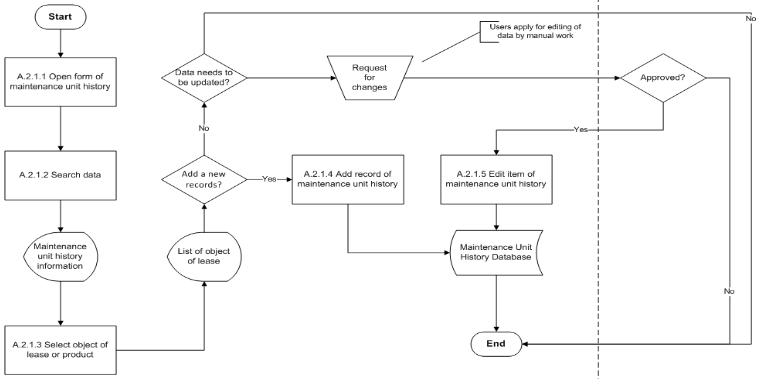 Start
A.2.1.1 Open form of
maintenance unit history
A.2.1.2 Search data
Maintenance
unit history
information
A.2.1.3 Select object of
lease or product
List of object
of lease
Add a new
records?
No
Yes
Data needs to
be updated?
Request
for
changes
Users apply for editing of
data by manual work
Approved?
No
Yes
A.2.1.4 Add record of
maintenance unit history
A.2.1.5 Edit item of
maintenance unit history
Maintenance Unit
History Database
No
End